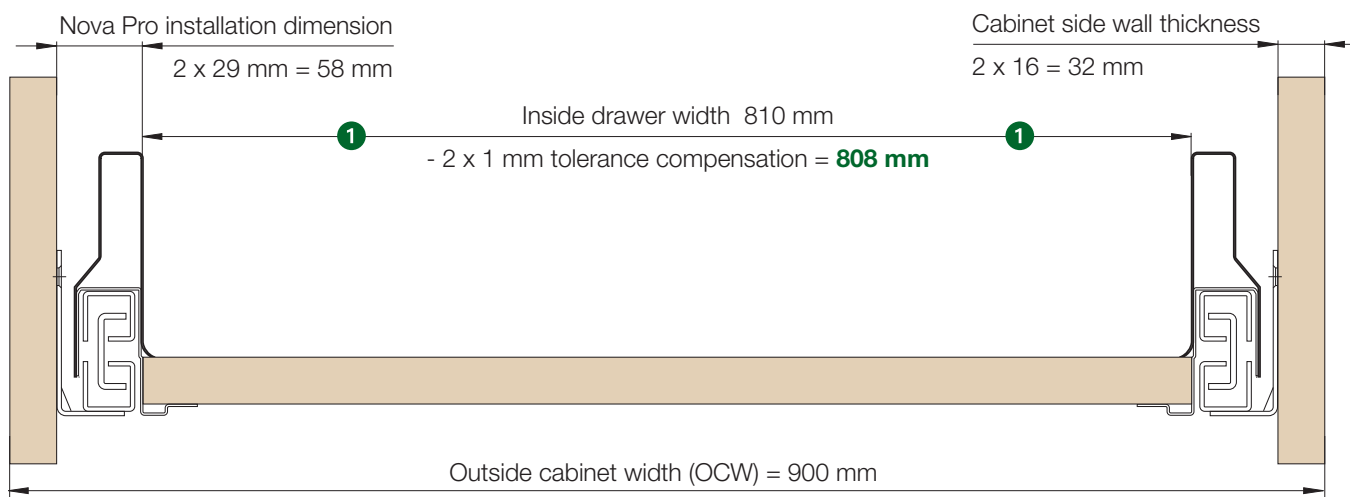 Nova Pro installation dimension
2 x 29 mm = 58 mm
Cabinet side wall thickness
2 x 16 = 32 mm
Inside drawer width 810 mm
1
1
- 2 x 1 mm tolerance compensation = 808 mm
Outside cabinet width (OCW) = 900 mm